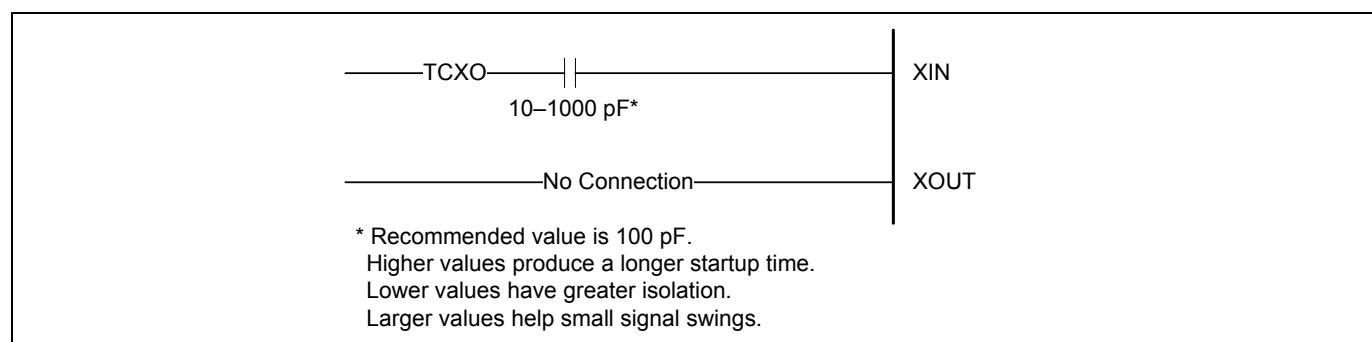 TCXO
XIN
10–1000 pF*
No Connection
XOUT
* Recommended value is 100 pF.
Higher values produce a longer startup time.
Lower values have greater isolation.
Larger values help small signal swings.